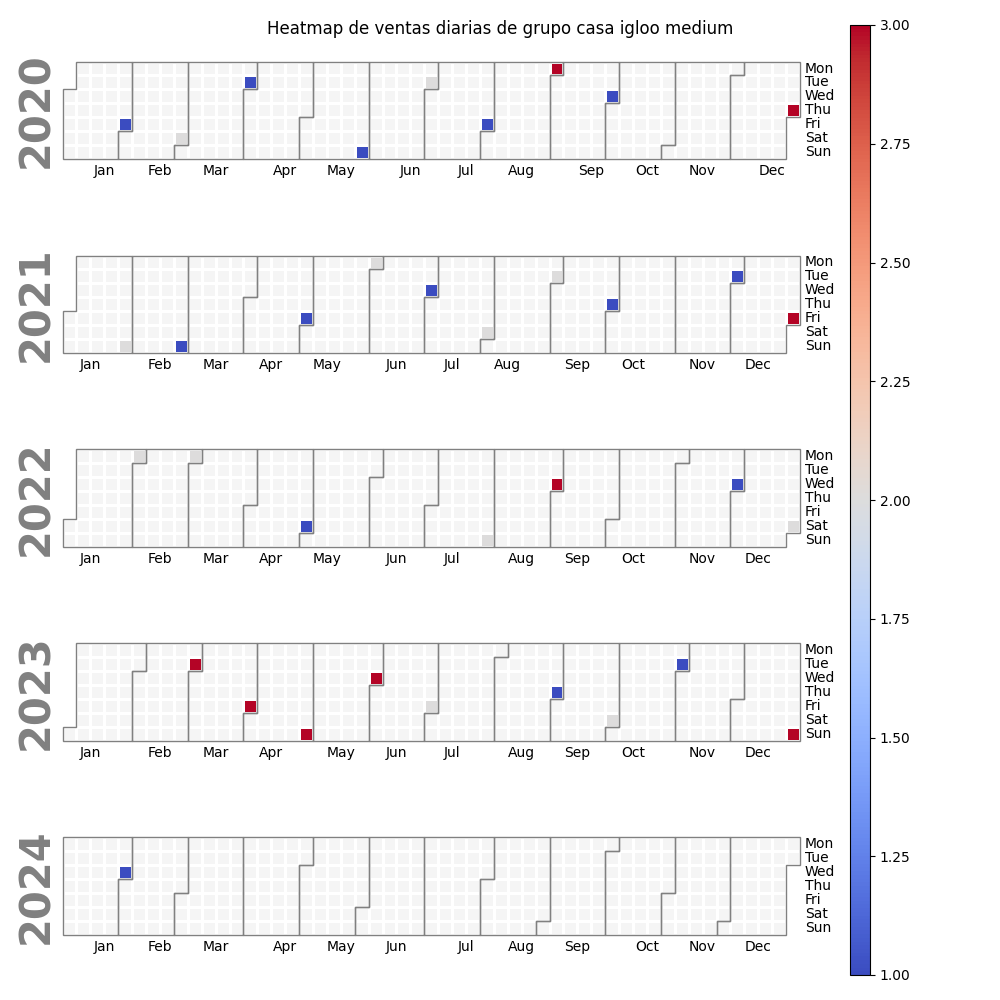 Heatmap de ventas diarias de grupo casa igloo medium
2020
Mon
Tue
Wed
Thu
Fri
Sat
Sun
Jan Feb Mar Apr May Jun Jul Aug Sep Oct Nov Dec
2021
Mon
Tue
Wed
Thu
Fri
Sat
Sun
Jan Feb Mar Apr May Jun Jul Aug Sep Oct Nov Dec
2022
Mon
Tue
Wed
Thu
Fri
Sat
Sun
Jan Feb Mar Apr May Jun Jul Aug Sep Oct Nov Dec
2023
Mon
Tue
Wed
Thu
Fri
Sat
Sun
Jan Feb Mar Apr May Jun Jul Aug Sep Oct Nov Dec
2024
Mon
Tue
Wed
Thu
Fri
Sat
Sun
Jan Feb Mar Apr May Jun Jul Aug Sep Oct Nov Dec
3.00
2.75
2.50
2.25
2.00
1.75
1.50
1.25
1.00